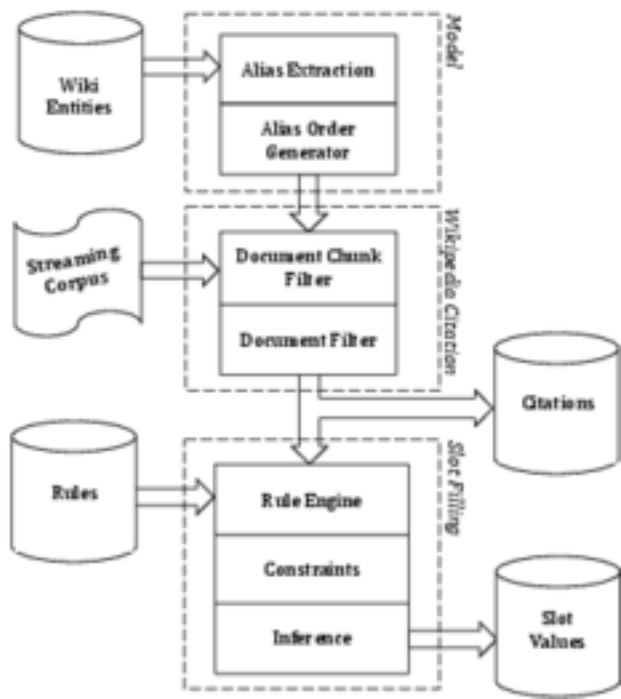 Wiki
Entities
Alias Extraction
Alias Order
Generator
Model
Streaming
Corpus
Document Chunk
Filter
Document Filter
Wikipedia Citation
Citations
Rules
Rule Engine
Constraints
Inference
Slot Filling
Slot
Values